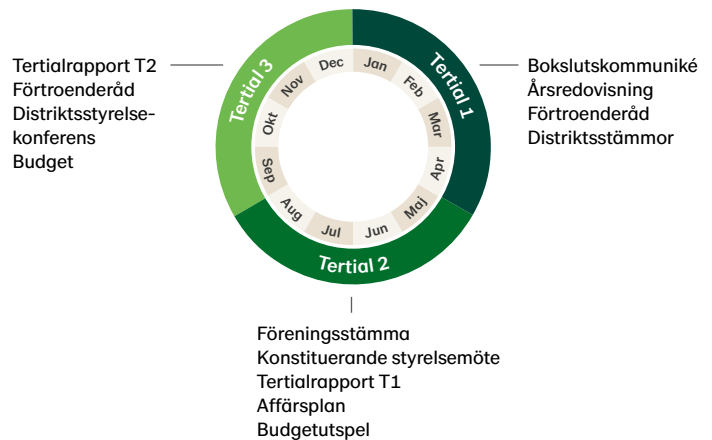 Tertialrapport T2
Förtroenderåd
Distriktsstyrelse-
konferens
Budget
Tertial 3
Tertial 1
Tertial 2
Jan
Feb
Mar
Apr
Maj
Jun
Jul
Aug
Sep
Okt
Nov
Dec
Bokslutskommuniké
Årsredovisning
Förtroenderåd
Distriktsstämmor
Föreningsstämma
Konstituerande styrelsemöte
Tertialrapport T1
Affärsplan
Budgetutspel